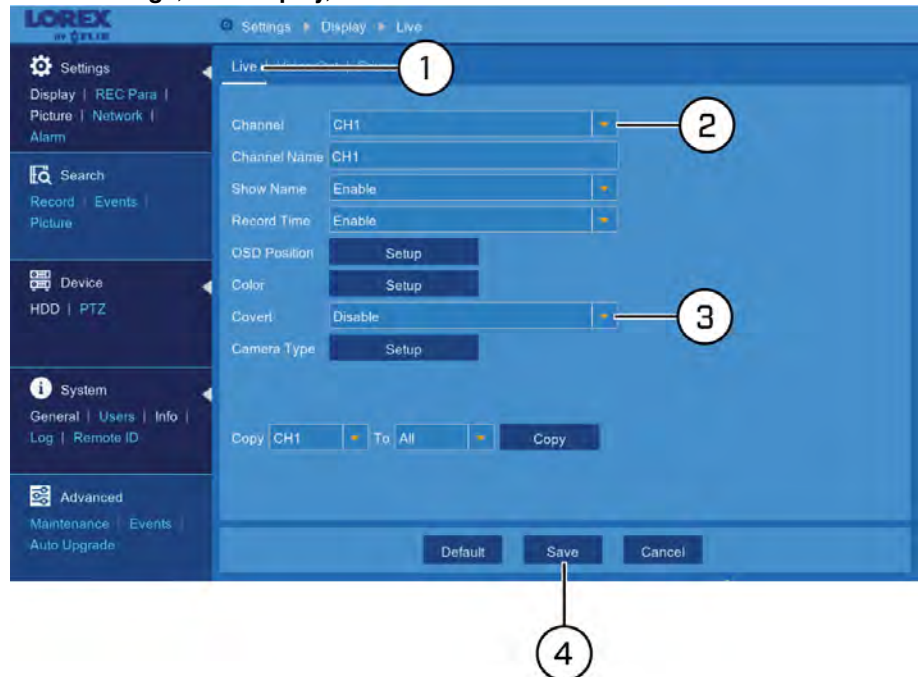 LOREX
BY FLIR
Settings Display Live
Settings
Display | REC Para |
Picture | Network |
Alarm
Search
Record | Events |
Picture
Device
HDD | PTZ
System
General | Users | Info |
Log | Remote ID
Advanced
Maintenance | Events |
Auto Upgrade
Live
1
Channel CH1
2
Channel Name CH1
Show Name Enable
Record Time Enable
OSD Position Setup
Color Setup
Covert Disable
3
Camera Type Setup
Copy CH1 To All Copy
Default Save Cancel
4